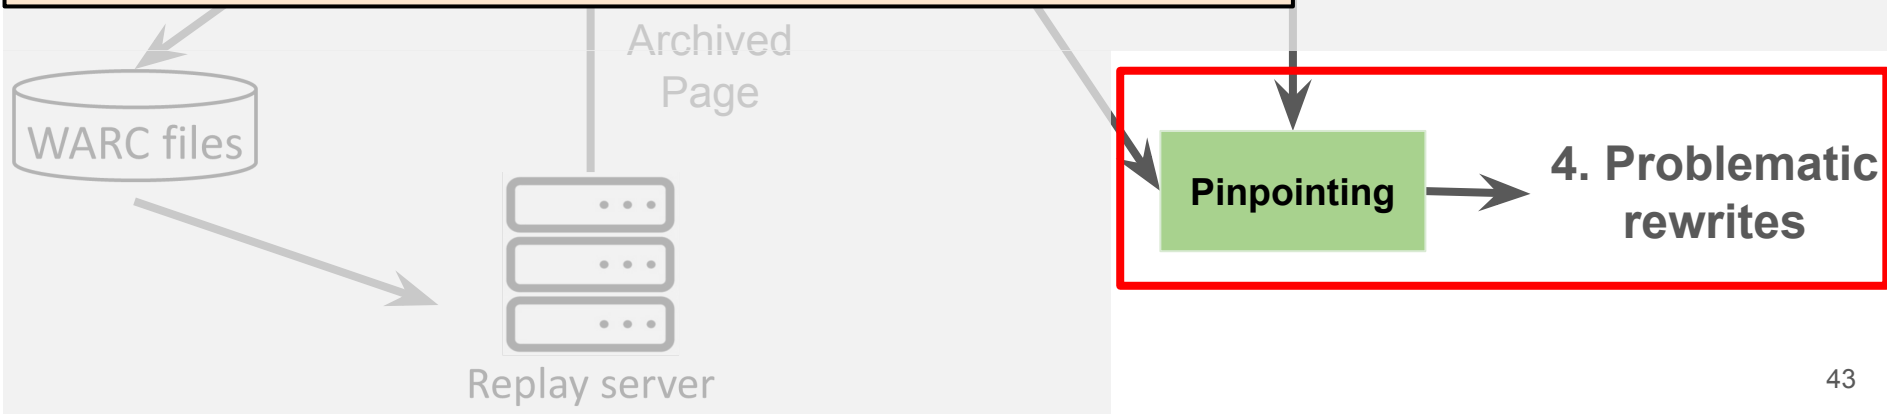 Archived
Page
WARC files
Pinpointing
4. Problematic
rewrites
Replay server
43